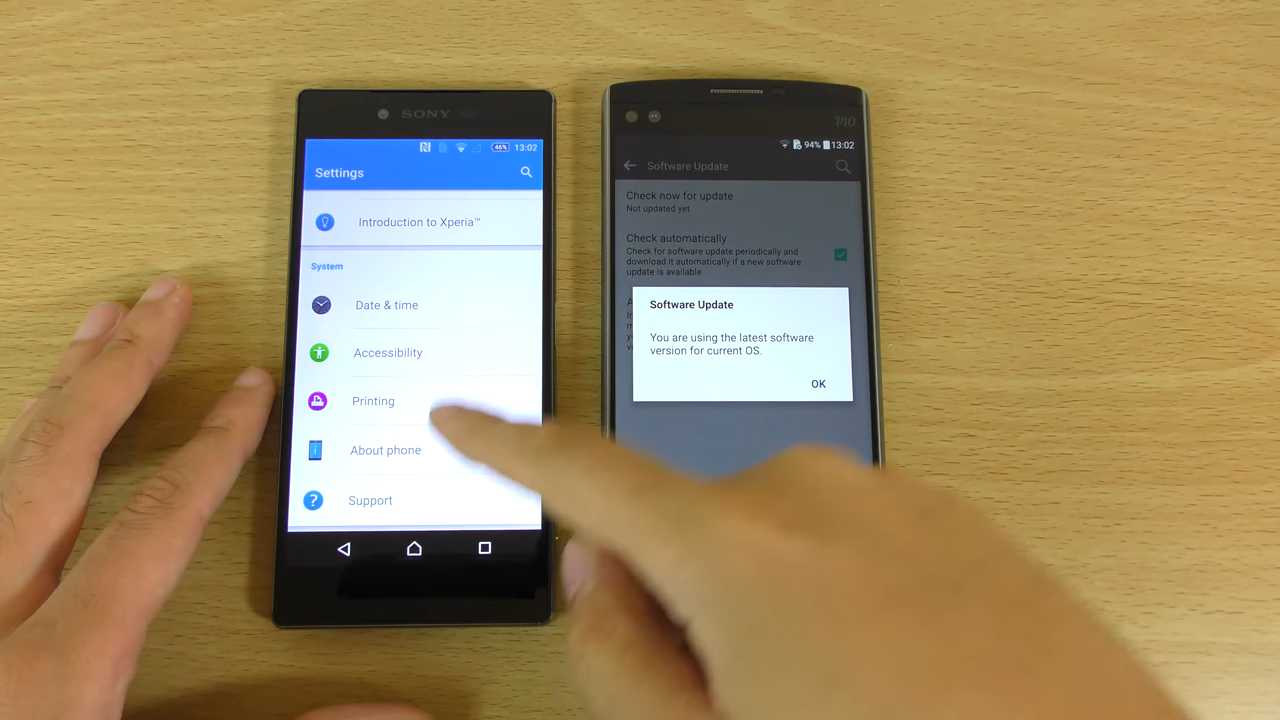 SONY
46% 13:02
Settings
Introduction to Xperia™
System
Date & time
Accessibility
Printing
About phone
Support
V10
94% 13:02
Software Update
Check now for update
Not updated yet
Check automatically
Check for software update periodically and
download it automatically if a new software
update is available
Software Update
You are using the latest software
version for current OS.
OK